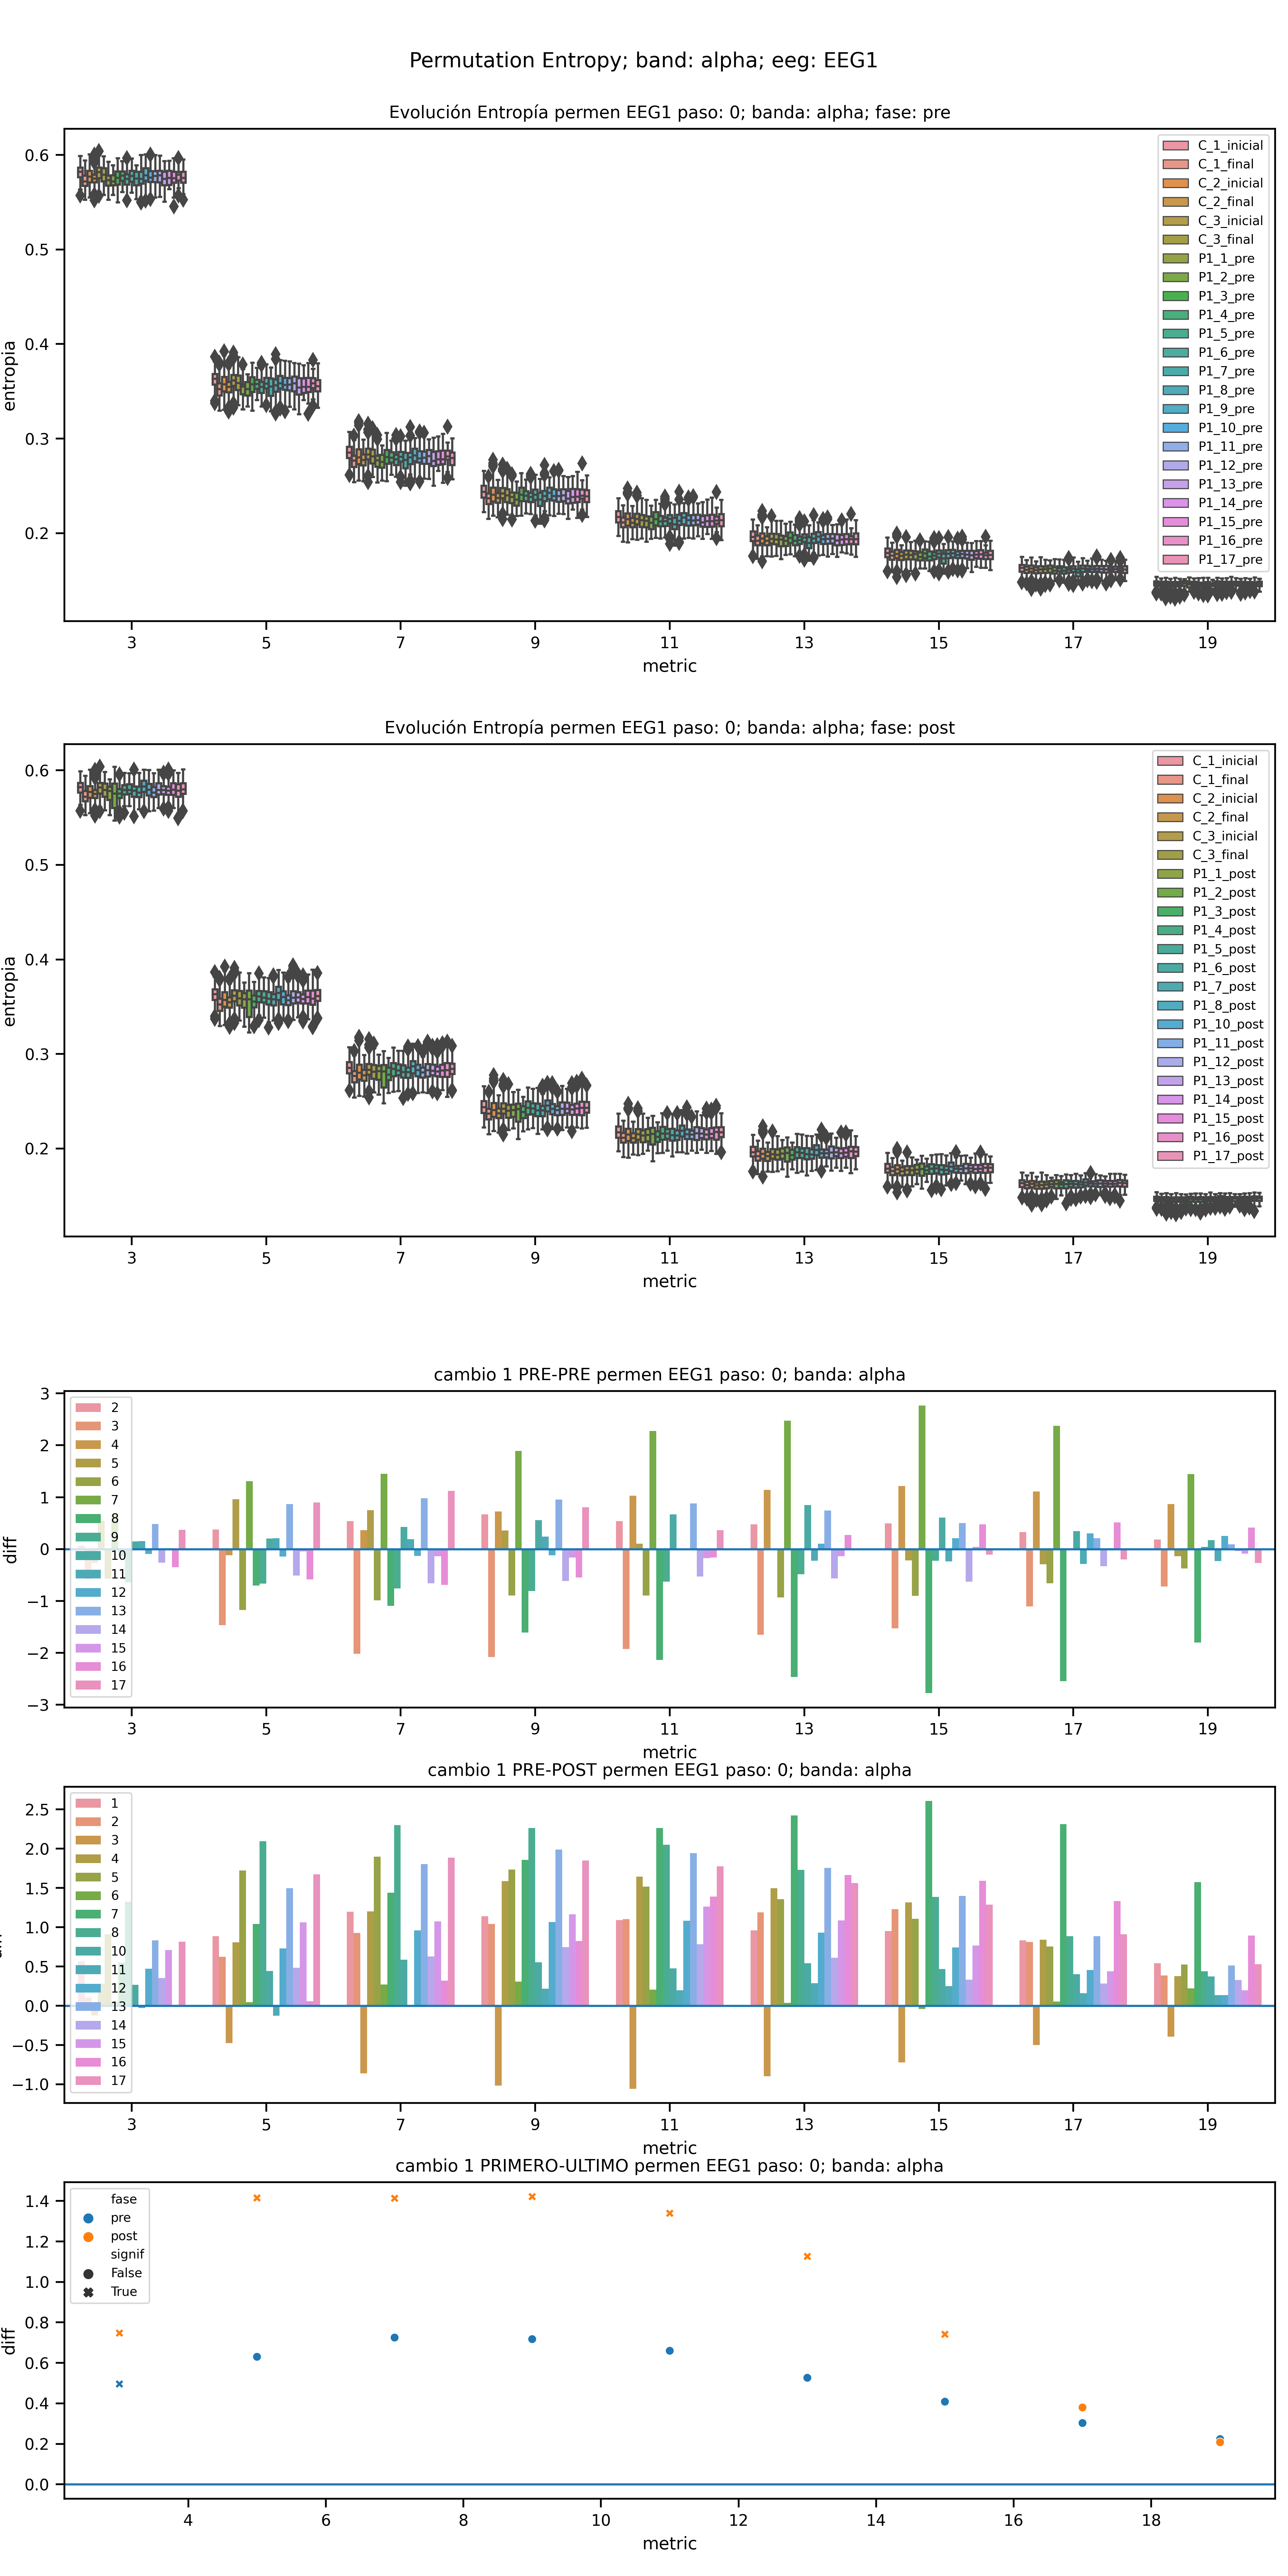 Permutation Entropy; band: alpha; eeg: EEG1
Evolución Entropía permen EEG1 paso: 0; banda: alpha; fase: pre
entropia
0.6
0.5
0.4
0.3
0.2
C_1_inicial
C_1_final
C_2_inicial
C_2_final
C_3_inicial
C_3_final
P1_1_pre
P1_2_pre
P1_3_pre
P1_4_pre
P1_5_pre
P1_6_pre
P1_7_pre
P1_8_pre
P1_9_pre
P1_10_pre
P1_11_pre
P1_12_pre
P1_13_pre
P1_14_pre
P1_15_pre
P1_16_pre
P1_17_pre
3 5 7 9 11 13 15 17 19
metric
Evolución Entropía permen EEG1 paso: 0; banda: alpha; fase: post
entropia
0.6
0.5
0.4
0.3
0.2
C_1_inicial
C_1_final
C_2_inicial
C_2_final
C_3_inicial
C_3_final
P1_1_post
P1_2_post
P1_3_post
P1_4_post
P1_5_post
P1_6_post
P1_7_post
P1_8_post
P1_10_post
P1_11_post
P1_12_post
P1_13_post
P1_14_post
P1_15_post
P1_16_post
P1_17_post
3 5 7 9 11 13 15 17 19
metric
cambio 1 PRE-PRE permen EEG1 paso: 0; banda: alpha
diff
3
2
1
0
−1
−2
−3
2
3
4
5
6
7
8
9
10
11
12
13
14
15
16
17
3 5 7 9 11 13 15 17 19
metric
cambio 1 PRE-POST permen EEG1 paso: 0; banda: alpha
2.5
2.0
1.5
1.0
0.5
0.0
−0.5
−1.0
1
2
3
4
5
6
7
8
10
11
12
13
14
15
16
17
3 5 7 9 11 13 15 17 19
metric
cambio 1 PRIMERO-ULTIMO permen EEG1 paso: 0; banda: alpha
diff
1.4
1.2
1.0
0.8
0.6
0.4
0.2
0.0
fase
pre
post
signif
False
True
4 6 8 10 12 14 16 18
metric